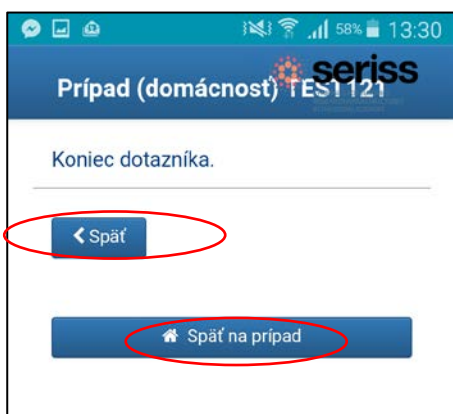 58% 13:30
seriss
Prípad (domácnosť) TEST121
Koniec dotazníka.
Späť
Späť na prípad